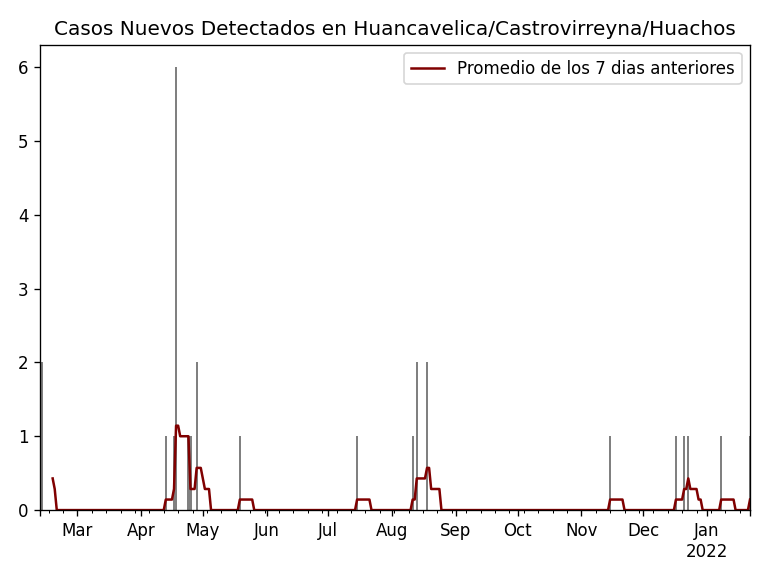 Casos Nuevos Detectados en Huancavelica/Castrovirreyna/Huachos
Promedio de los 7 dias anteriores
6
5
4
3
2
1
0
Mar Apr May Jun Jul Aug Sep Oct Nov Dec Jan
2022